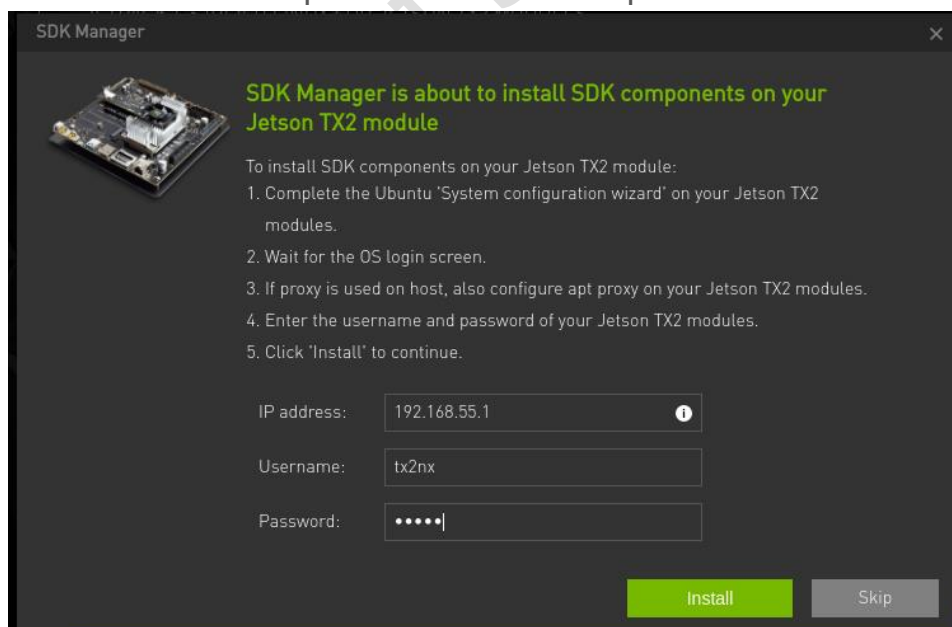 SDK Manager
SDK Manager is about to install SDK components on your
Jetson TX2 module
To install SDK components on your Jetson TX2 module:
1. Complete the Ubuntu 'System configuration wizard' on your Jetson TX2
modules.
2. Wait for the OS login screen.
3. If proxy is used on host, also configure apt proxy on your Jetson TX2 modules.
4. Enter the username and password of your Jetson TX2 modules.
5. Click 'Install' to continue.
IP address: 192.168.55.1
Username: tx2nx
Password: •••••
Install Skip